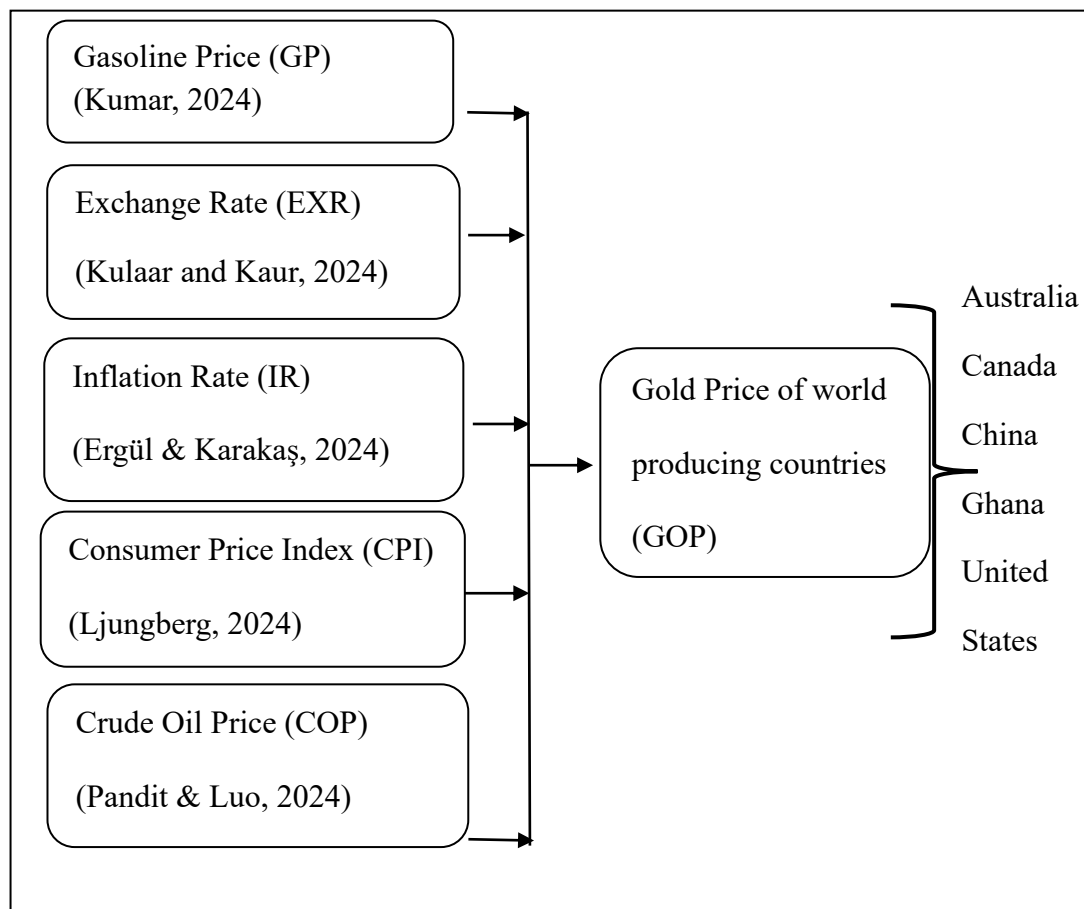 Gasoline Price (GP)
(Kumar, 2024)
Exchange Rate (EXR)
(Kulaar and Kaur, 2024)
Inflation Rate (IR)
(Ergül & Karakaş, 2024)
Consumer Price Index (CPI)
(Ljungberg, 2024)
Crude Oil Price (COP)
(Pandit & Luo, 2024)
Gold Price of world
producing countries
(GOP)
Australia
Canada
China
Ghana
United
States